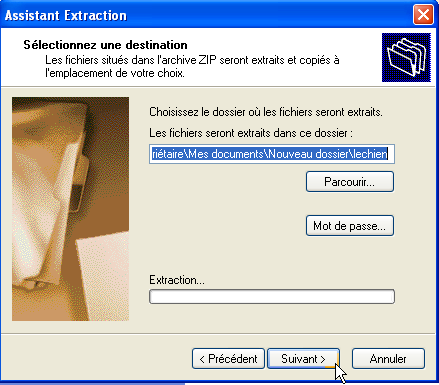 Assistant Extraction
Sélectionnez une destination
Les fichiers situés dans l'archive ZIP seront extraits et copiés à
l'emplacement de votre choix.
Choisissez le dossier où les fichiers seront extraits.
Les fichiers seront extraits dans ce dossier :
riétaire\Mes documents\Nouveau dossier\lechien
Parcourir...
Mot de passe...
Extraction...
< Précédent Suivant > Annuler